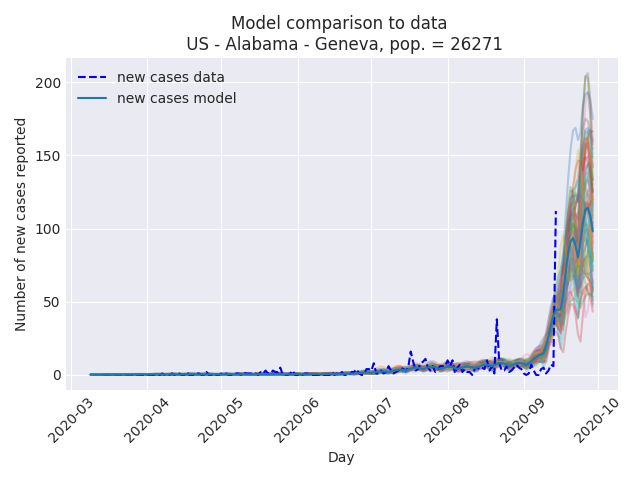 Model comparison to data
US - Alabama - Geneva, pop. = 26271
new cases data
new cases model
Number of new cases reported
200
150
100
50
0
2020-03
2020-04
2020-05
2020-06
2020-07
2020-08
2020-09
2020-10
Day